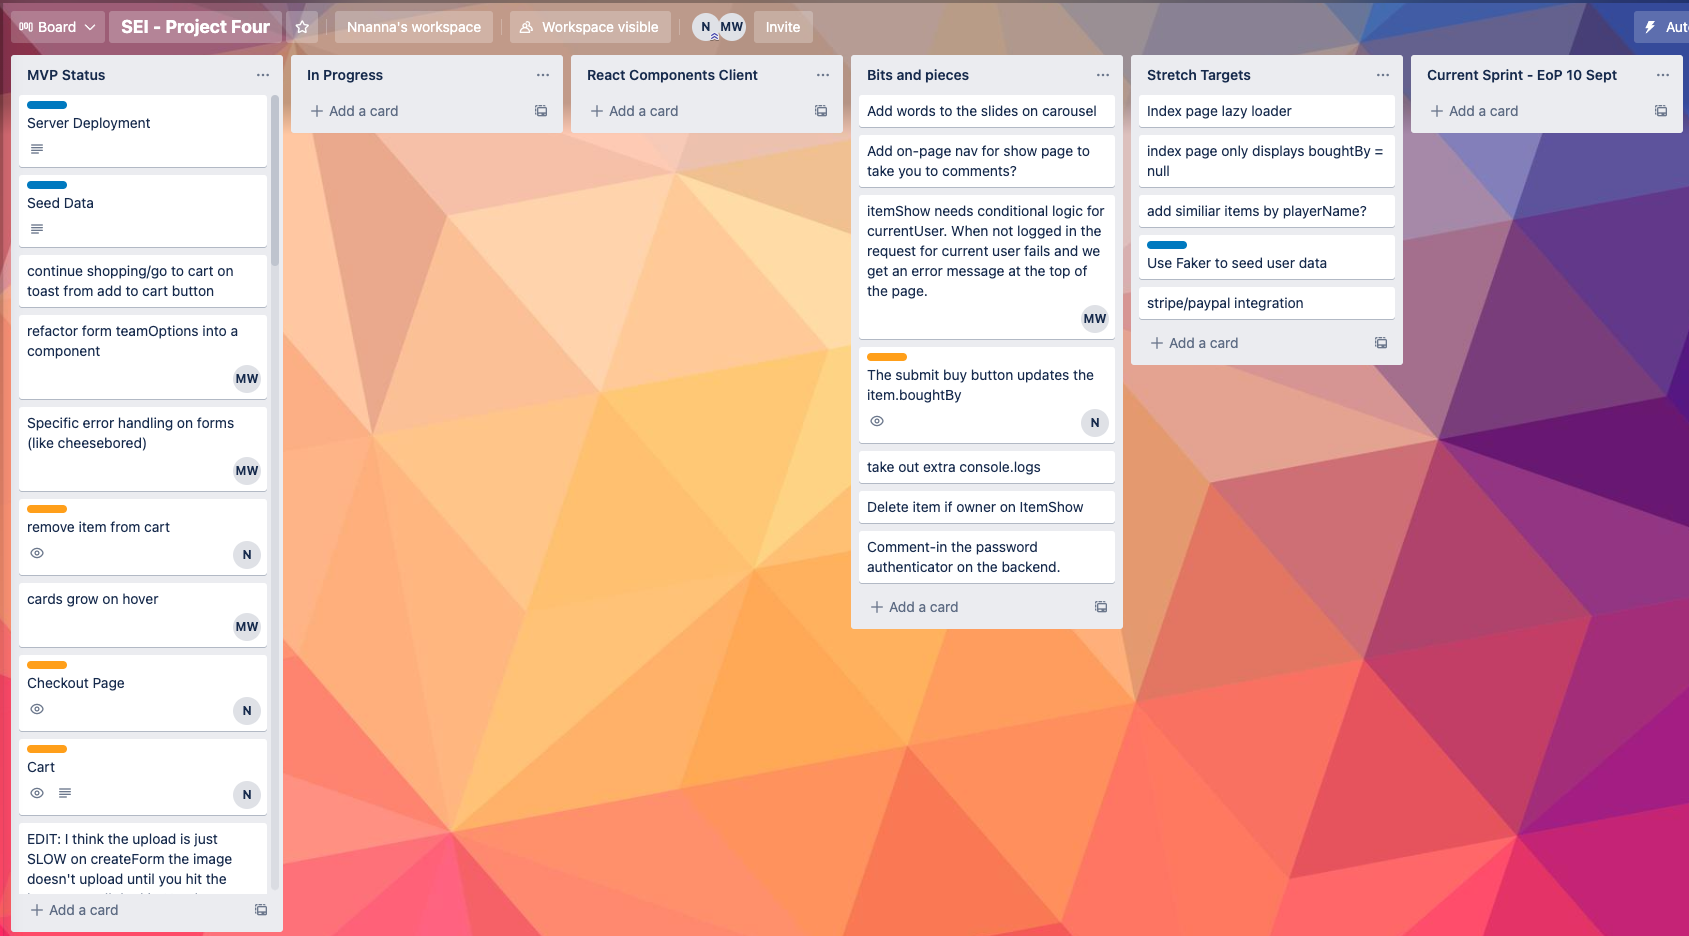 Board
SEI - Project Four
Nnanna's workspace
Workspace visible
N
MW
Invite
MVP Status
Server Deployment
Seed Data
continue shopping/go to cart on
toast from add to cart button
refactor form teamOptions into a
component
MW
Specific error handling on forms
(like cheesebored)
MW
remove item from cart
N
cards grow on hover
MW
Checkout Page
N
Cart
N
EDIT: I think the upload is just
SLOW on createForm the image
doesn't upload until you hit the
Add a card
In Progress
Add a card
React Components Client
Add a card
Bits and pieces
Add words to the slides on carousel
Add on-page nav for show page to
take you to comments?
itemShow needs conditional logic for
currentUser. When not logged in the
request for current user fails and we
get an error message at the top of
the page.
MW
The submit buy button updates the
item.boughtBy
N
take out extra console.logs
Delete item if owner on ItemShow
Comment-in the password
authenticator on the backend.
Add a card
Stretch Targets
Index page lazy loader
index page only displays boughtBy =
null
add similiar items by playerName?
Use Faker to seed user data
stripe/paypal integration
Add a card
Current Sprint - EoP 10 Sept
Add a card